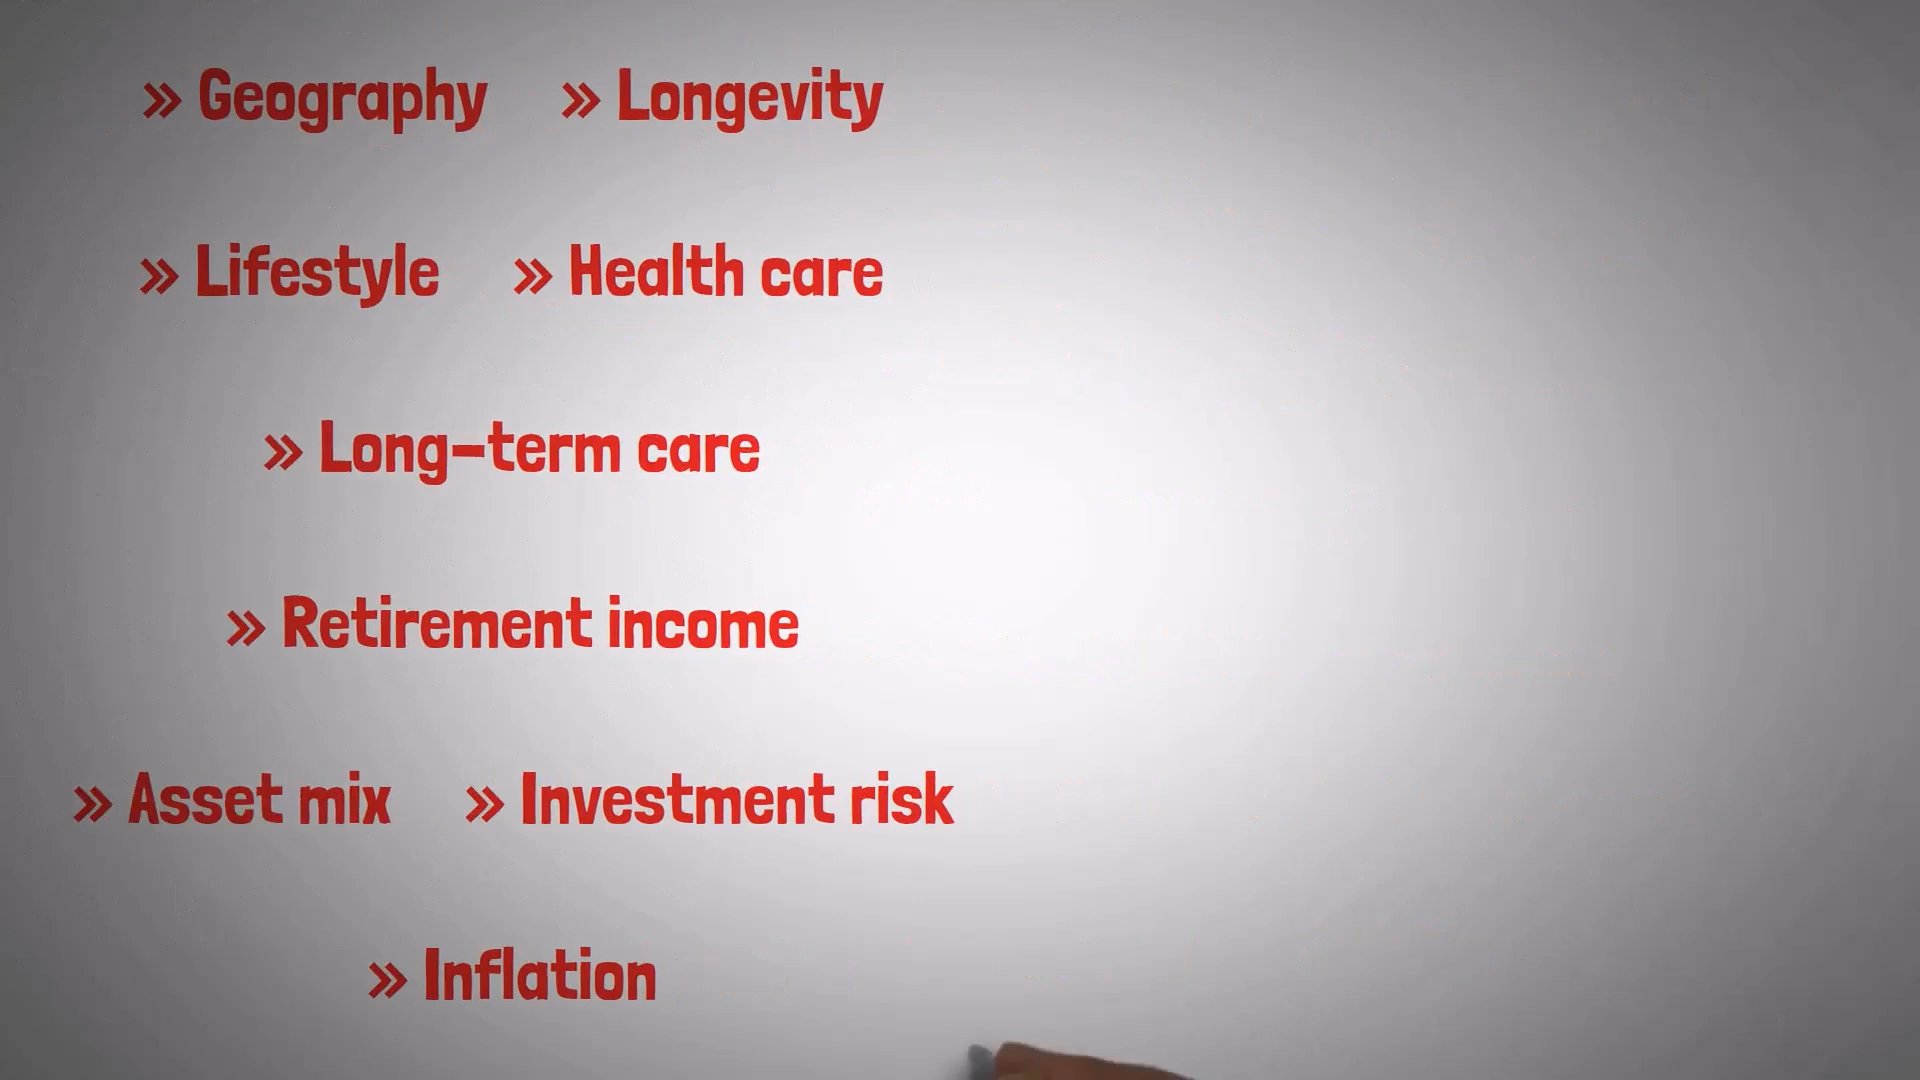 » Geography » Longevity
» Lifestyle » Health care
» Long-term care
» Retirement income
» Asset mix » Investment risk
» Inflation